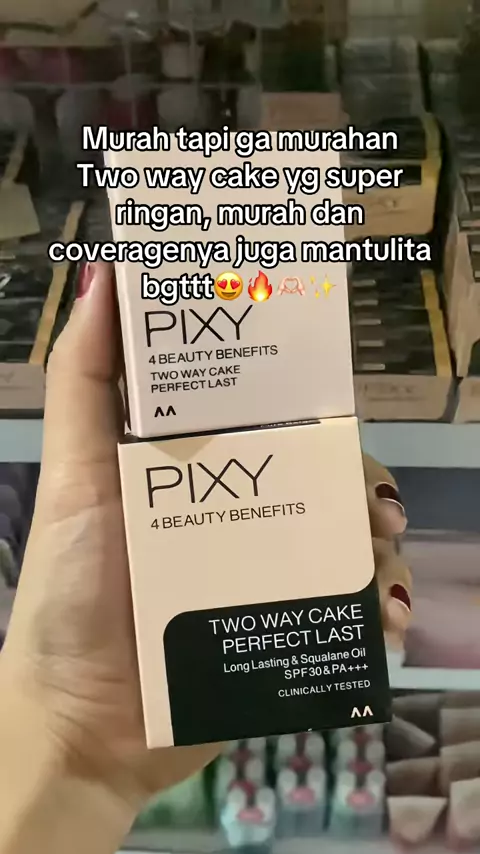 Murah tapi ga murahan
Two way cake yg super
ringan, murah dan
coveragenya juga mantulita
bgttt😍🔥🫶🏻✨
PIXY
4 BEAUTY BENEFITS
TWO WAY CAKE
PERFECT LAST
PIXY
4 BEAUTY BENEFITS
TWO WAY CAKE
PERFECT LAST
Long Lasting & Squalane Oil
SPF30 & PA+++
CLINICALLY TESTED